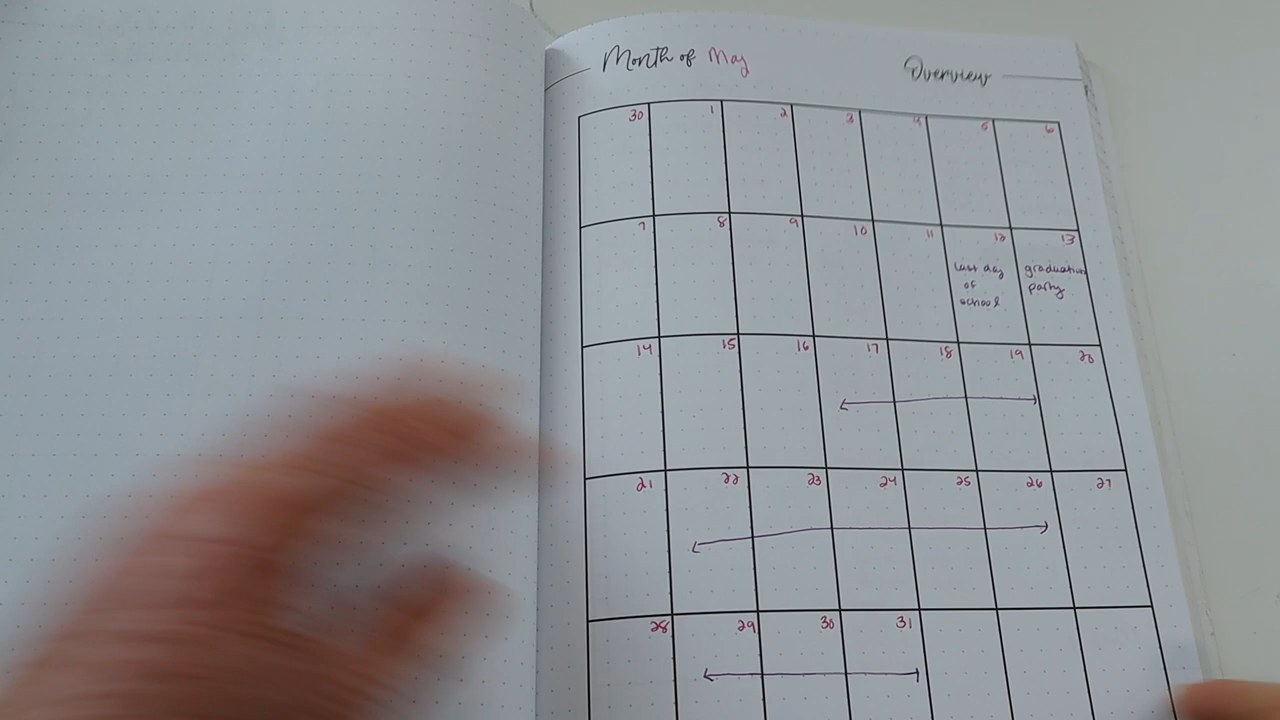 Month of May
Overview
30 1 2 3 4 5 6
7 8 9 10 11 12 13
last day
of
school
graduation
party
14 15 16 17 18 19 20
21 22 23 24 25 26 27
28 29 30 31